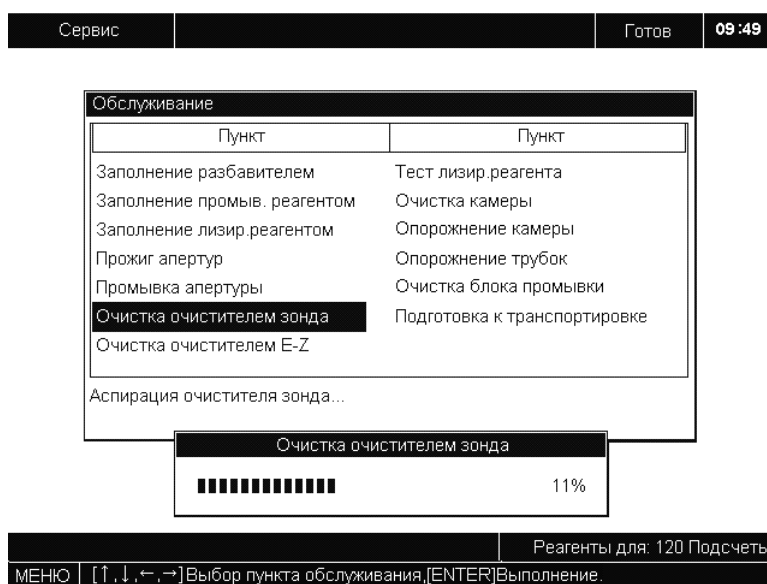 Сервис Готов 09:49
Обслуживание
Пункт Пункт
Заполнение разбавителем Тест лизир.реагента
Заполнение промыв. реагентом Очистка камеры
Заполнение лизир.реагентом Опорожнение камеры
Прожиг апертур Опорожнение трубок
Промывка апертуры Очистка блока промывки
Очистка очистителем зонда Подготовка к транспортировке
Очистка очистителем E-Z
Аспирация очистителя зонда...
Очистка очистителем зонда
11%
Реагенты для: 120 Подсчеть
МЕНЮ [↑,↓,←,→]Выбор пункта обслуживания,[ENTER]Выполнение.